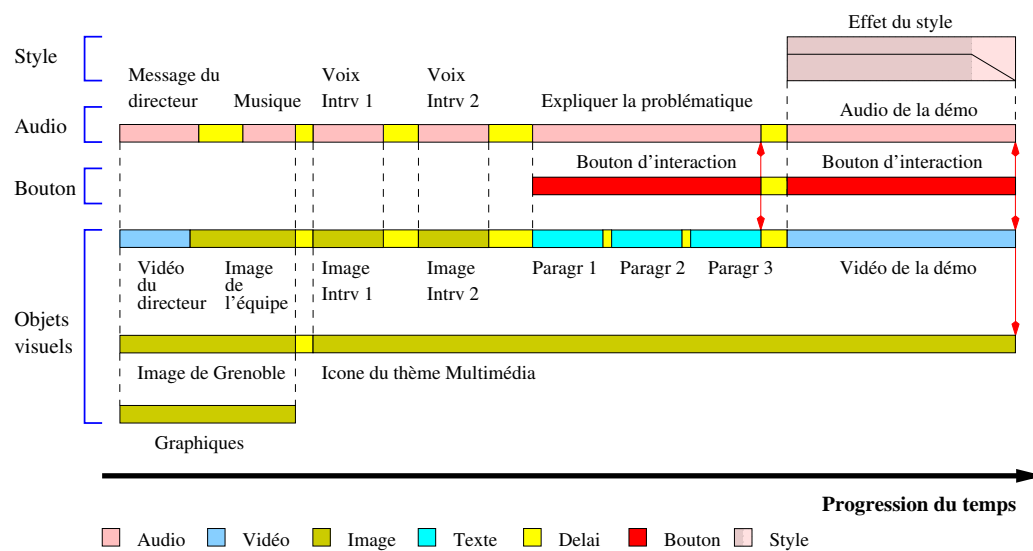 Effet du style
Style
Message du
directeur
Musique
Voix
Intrv 1
Voix
Intrv 2
Expliquer la problématique
Audio de la démo
Audio
Bouton d'interaction
Bouton d'interaction
Bouton
Vidéo
du
directeur
Image
de
l'équipe
Image
Intrv 1
Image
Intrv 2
Paragr 1
Paragr 2
Paragr 3
Vidéo de la démo
Objets
visuels
Image de Grenoble
Icone du thème Multimédia
Graphiques
Progression du temps
Audio
Vidéo
Image
Texte
Delai
Bouton
Style